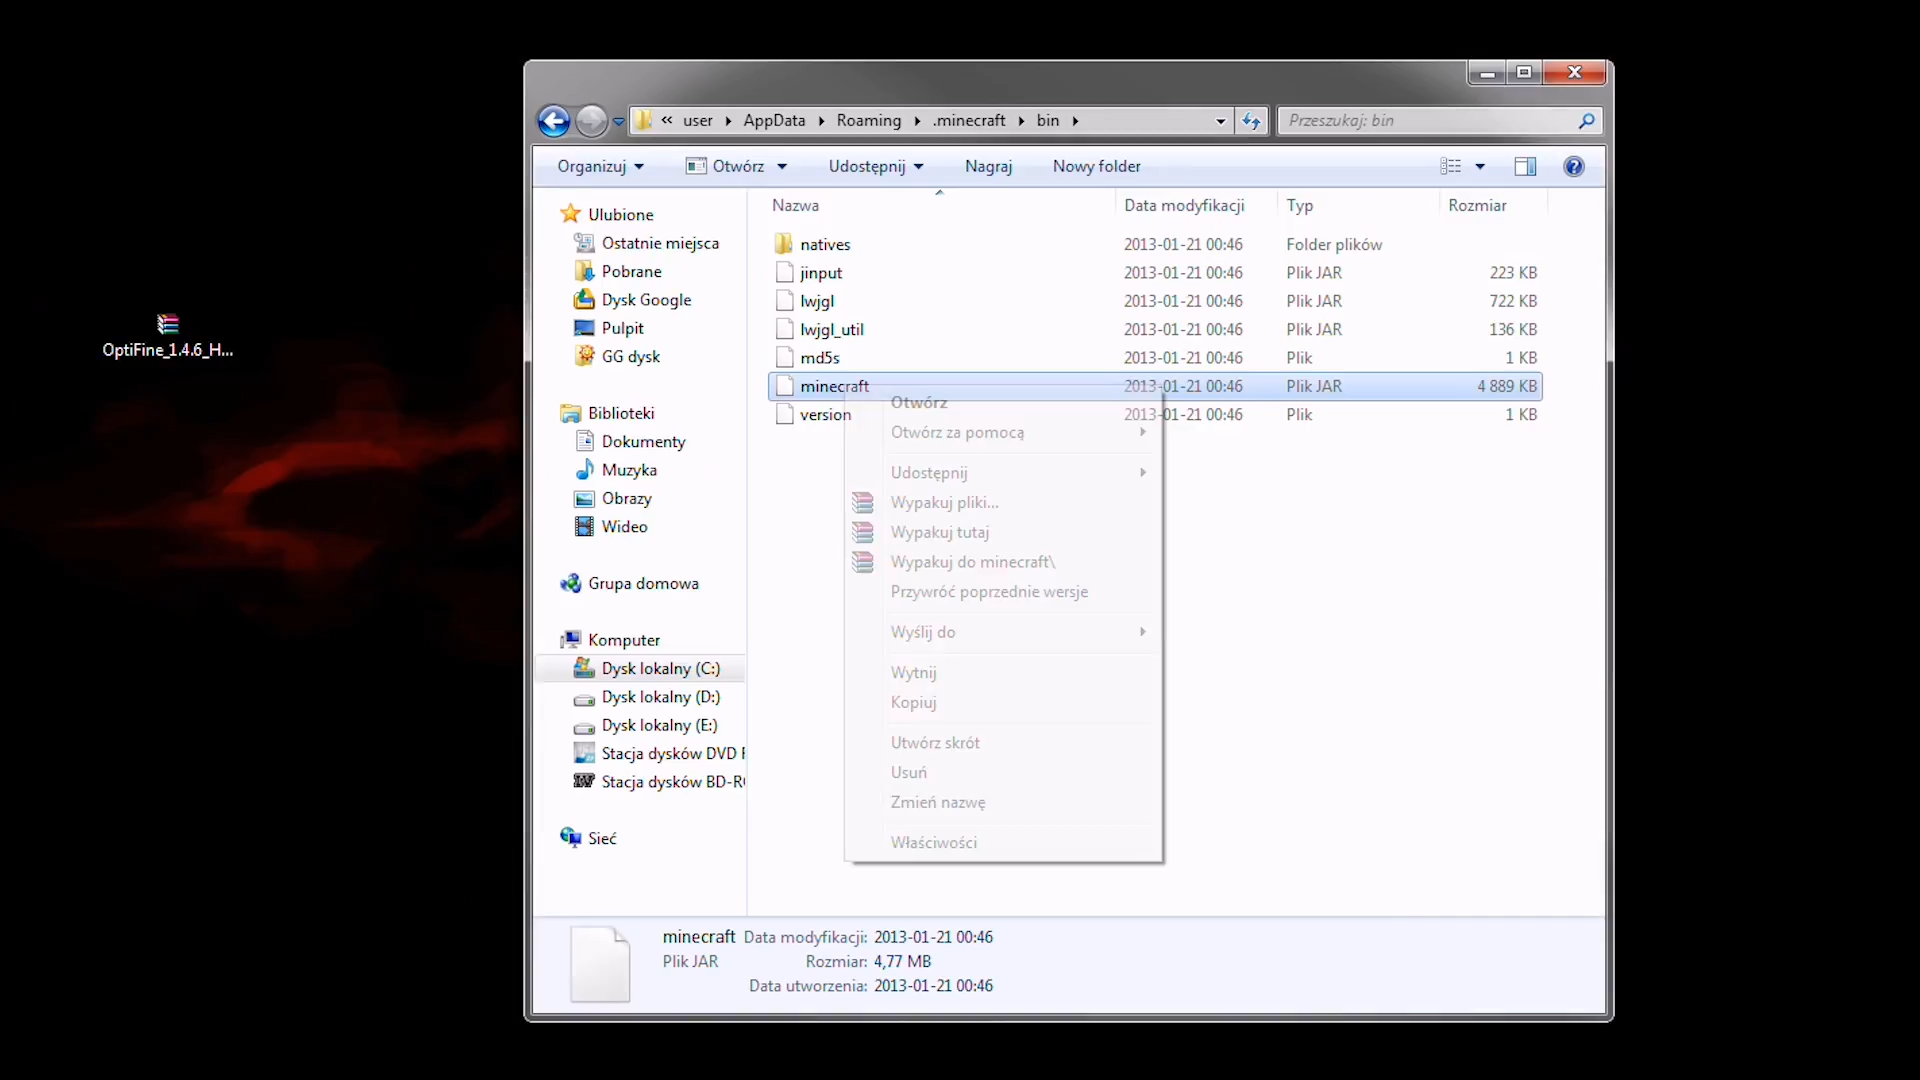 « user AppData Roaming .minecraft bin
Przeszukaj: bin
Organizuj Otwórz Udostępnij Nagraj Nowy folder
Nazwa Data modyfikacji Typ Rozmiar
natives 2013-01-21 00:46 Folder plików
jinput 2013-01-21 00:46 Plik JAR 223 KB
lwjgl 2013-01-21 00:46 Plik JAR 722 KB
lwjgl_util 2013-01-21 00:46 Plik JAR 136 KB
md5s 2013-01-21 00:46 Plik 1 KB
minecraft 2013-01-21 00:46 Plik JAR 4 889 KB
version 2013-01-21 00:46 Plik 1 KB
Ulubione
Ostatnie miejsca
Pobrane
Dysk Google
Pulpit
GG dysk
Biblioteki
Dokumenty
Muzyka
Obrazy
Wideo
Grupa domowa
Komputer
Dysk lokalny (C:)
Dysk lokalny (D:)
Dysk lokalny (E:)
Stacja dysków DVD
Stacja dysków
Sieć
OptiFine_1.4.6_H...
Otwórz
Otwórz za pomocą
Udostępnij
Wypakuj pliki...
Wypakuj tutaj
Wypakuj do minecraft\
Przywróć poprzednie wersje
Wyślij do
Wytnij
Kopiuj
Utwórz skrót
Usuń
Zmień nazwę
Właściwości
minecraft Data modyfikacji: 2013-01-21 00:46
Plik JAR Rozmiar: 4,77 MB
Data utworzenia: 2013-01-21 00:46